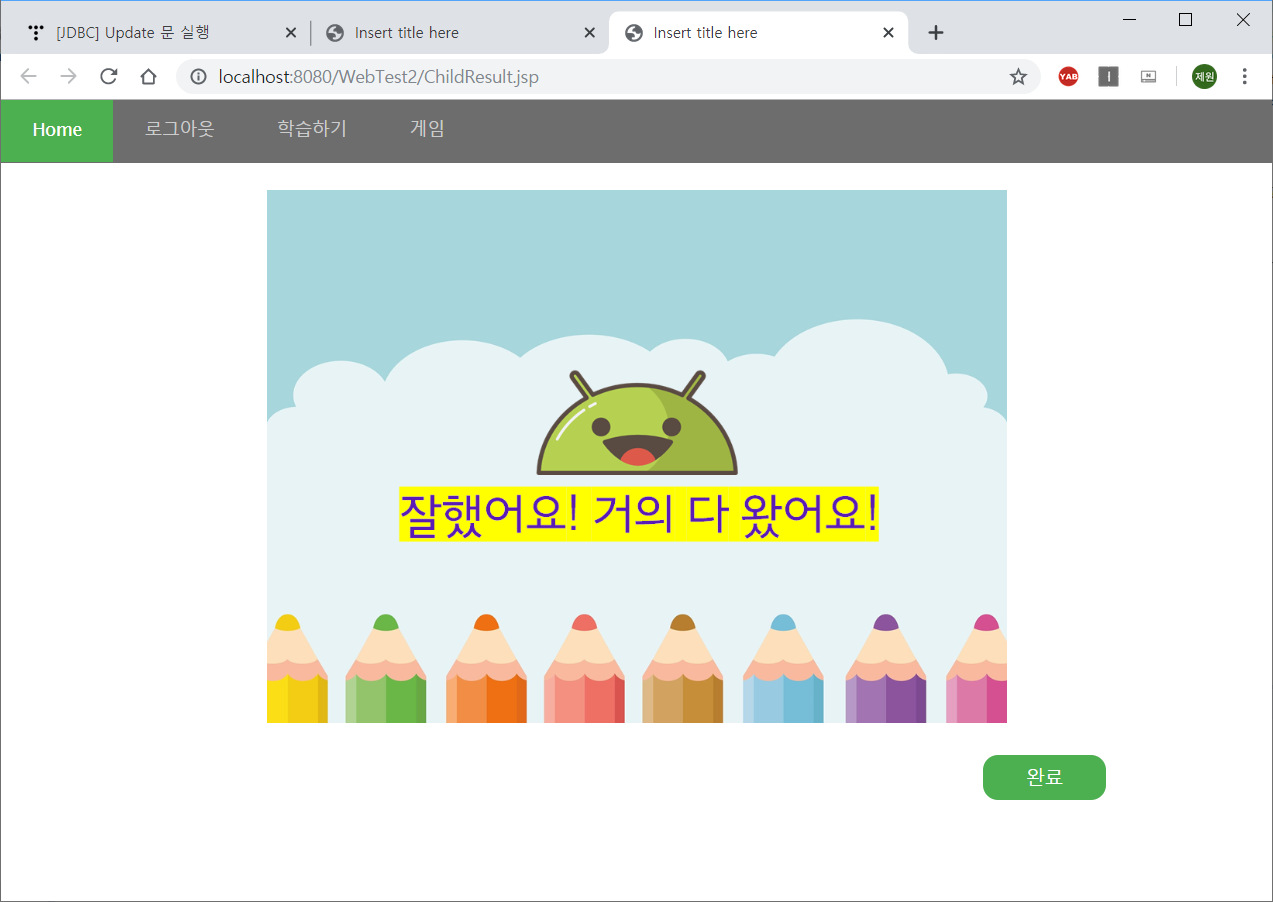 [JDBC] Update 문 실행
Insert title here
Insert title here
localhost:8080/WebTest2/ChildResult.jsp
YAB
I
N
제원
Home
로그아웃
학습하기
게임
잘했어요! 거의 다 왔어요!
완료